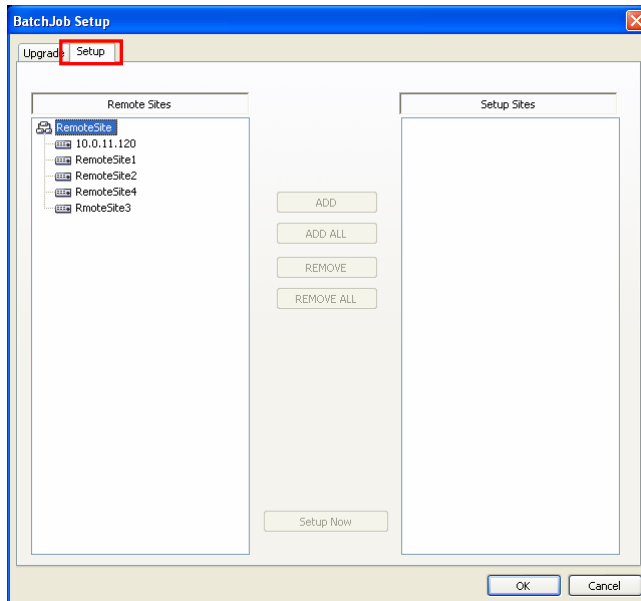 BatchJob Setup
Upgrade Setup
Remote Sites
Setup Sites
RemoteSite
10.0.11.120
RemoteSite1
RemoteSite2
RemoteSite4
RmoteSite3
ADD
ADD ALL
REMOVE
REMOVE ALL
Setup Now
OK
Cancel